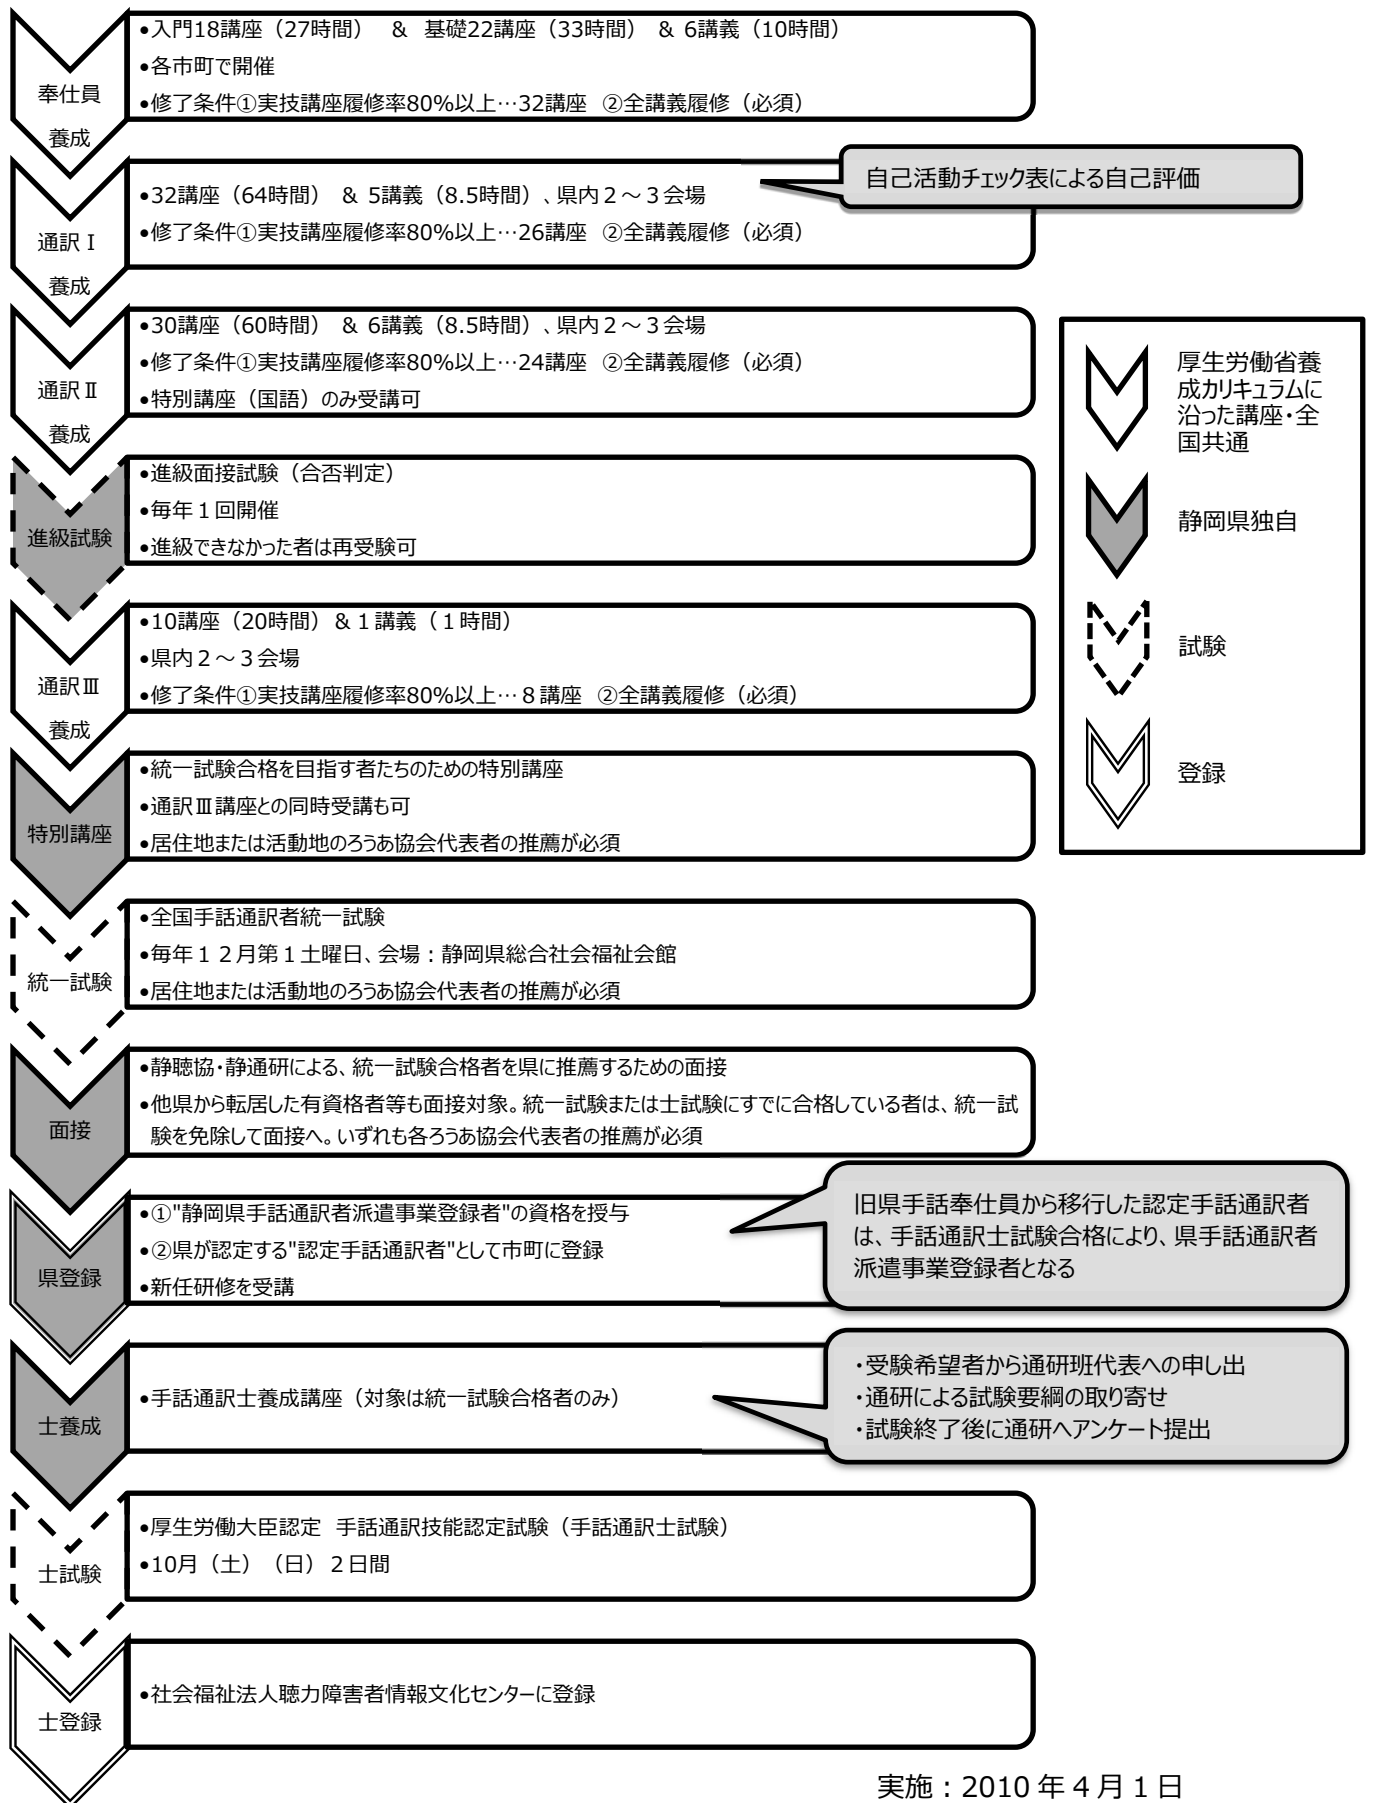 奉仕員
養成
•入門18講座（27時間）　&　基礎22講座（33時間）　& 6講義（10時間）
•各市町で開催
•修了条件①実技講座履修率80%以上…32講座　②全講義履修（必須）
通訳Ⅰ
養成
•32講座（64時間）　& 5講義（8.5時間）、県内２～３会場
•修了条件①実技講座履修率80%以上…26講座　②全講義履修（必須）
自己活動チェック表による自己評価
通訳Ⅱ
養成
•30講座（60時間）　& 6講義（8.5時間）、県内２～３会場
•修了条件①実技講座履修率80%以上…24講座　②全講義履修（必須）
•特別講座（国語）のみ受講可
進級試験
•進級面接試験（合否判定）
•毎年１回開催
•進級できなかった者は再受験可
通訳Ⅲ
養成
•10講座（20時間）&１講義（１時間）
•県内２～３会場
•修了条件①実技講座履修率80%以上…８講座　②全講義履修（必須）
特別講座
•統一試験合格を目指す者たちのための特別講座
•通訳Ⅲ講座との同時受講も可
•居住地または活動地のろうあ協会代表者の推薦が必須
統一試験
•全国手話通訳者統一試験
•毎年１２月第１土曜日、会場：静岡県総合社会福祉会館
•居住地または活動地のろうあ協会代表者の推薦が必須
面接
•静聴協・静通研による、統一試験合格者を県に推薦するための面接
•他県から転居した有資格者等も面接対象。統一試験または士試験にすでに合格している者は、統一試
験を免除して面接へ。いずれも各ろうあ協会代表者の推薦が必須
県登録
•①"静岡県手話通訳者派遣事業登録者"の資格を授与
•②県が認定する"認定手話通訳者"として市町に登録
•新任研修を受講
旧県手話奉仕員から移行した認定手話通訳者
は、手話通訳士試験合格により、県手話通訳者
派遣事業登録者となる
士養成
•手話通訳士養成講座（対象は統一試験合格者のみ）
・受験希望者から通研班代表への申し出
・通研による試験要綱の取り寄せ
・試験終了後に通研へアンケート提出
士試験
•厚生労働大臣認定　手話通訳技能認定試験（手話通訳士試験）
•10月（土）（日）２日間
士登録
•社会福祉法人聴力障害者情報文化センターに登録
厚生労働省養
成カリキュラムに
沿った講座・全
国共通
静岡県独自
試験
登録
実施：2010 年 4 月 1 日